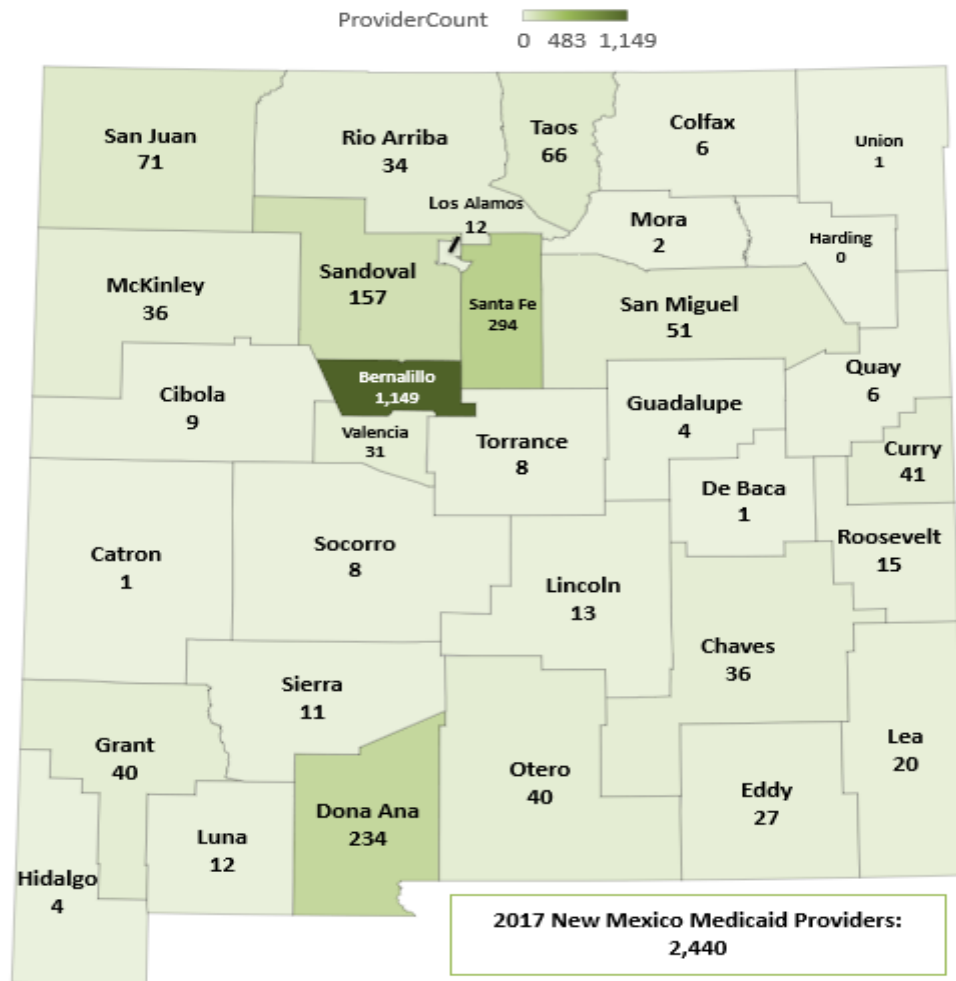 ProviderCount
0 483 1,149
San Juan
71
Rio Arriba
34
Taos
66
Colfax
6
Union
1
Los Alamos
12
Mora
2
Harding
0
McKinley
36
Sandoval
157
Santa Fe
294
San Miguel
51
Quay
6
Cibola
9
Bernalillo
1,149
Valencia
31
Torrance
8
Guadalupe
4
Curry
41
De Baca
1
Roosevelt
15
Catron
1
Socorro
8
Lincoln
13
Chaves
36
Sierra
11
Grant
40
Lea
20
Otero
40
Eddy
27
Dona Ana
234
Luna
12
Hidalgo
4
2017 New Mexico Medicaid Providers:
2,440